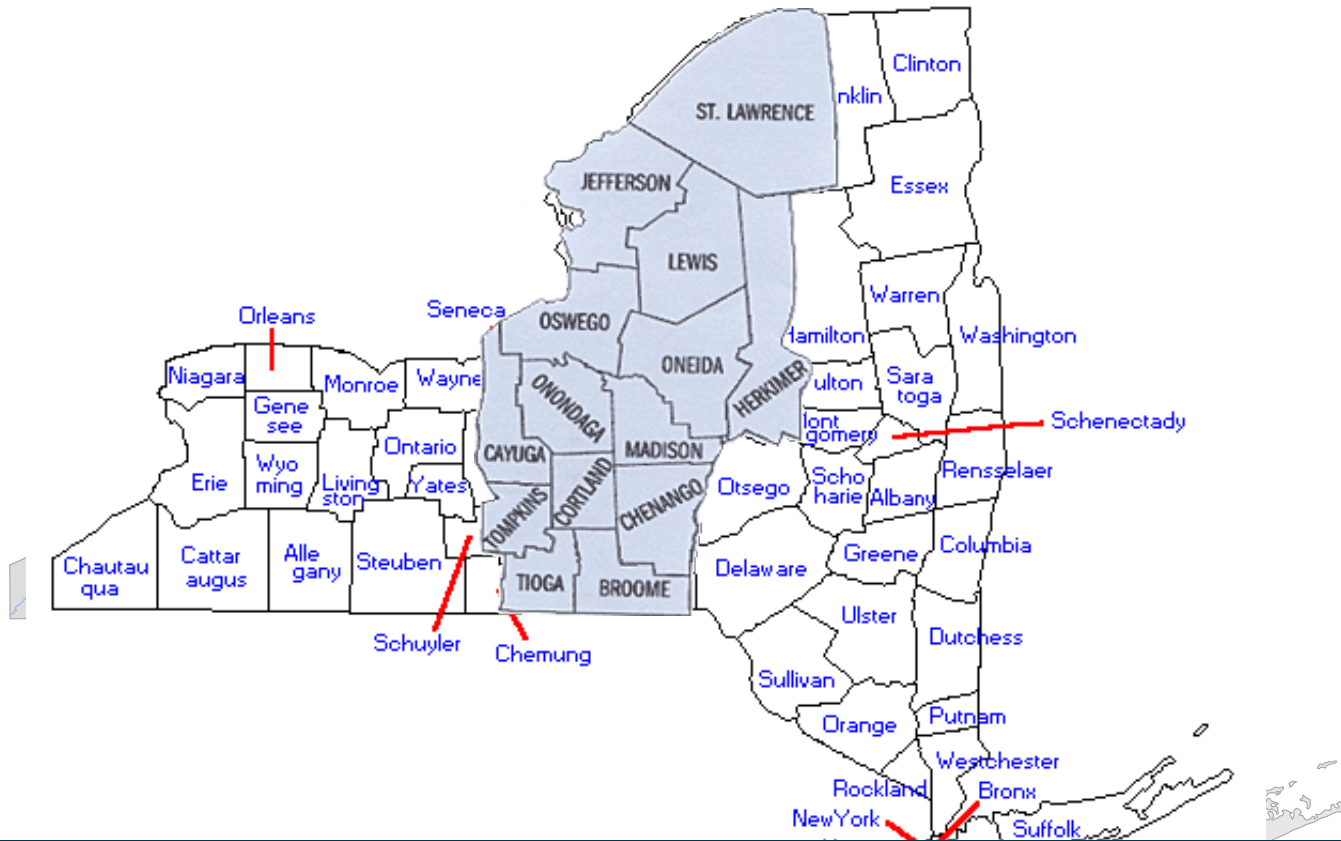 Clinton
nklin
ST. LAWRENCE
JEFFERSON
Essex
LEWIS
Warren
Seneca
Orleans
OSWEGO
Hamilton
Washington
ONEIDA
Niagara
Monroe
Wayne
ulton
Sara
toga
HERKIMER
Gene
see
ONONDAGA
Schenectady
gomery
Ontario
MADISON
CAYUGA
Wyo
ming
Erie
Living
ston
Yates
CORTLAND
CHENANGO
TOMPKINS
Otsego
Scho
harie
Albany
Rensselaer
Chautau
qua
Cattar
augus
Alle
gany
Steuben
TIOGA
BROOME
Delaware
Greene
Columbia
Schuyler
Chemung
Ulster
Dutchess
Sullivan
Orange
Putnam
Westchester
Rockland
Bronx
NewYork
Suffolk